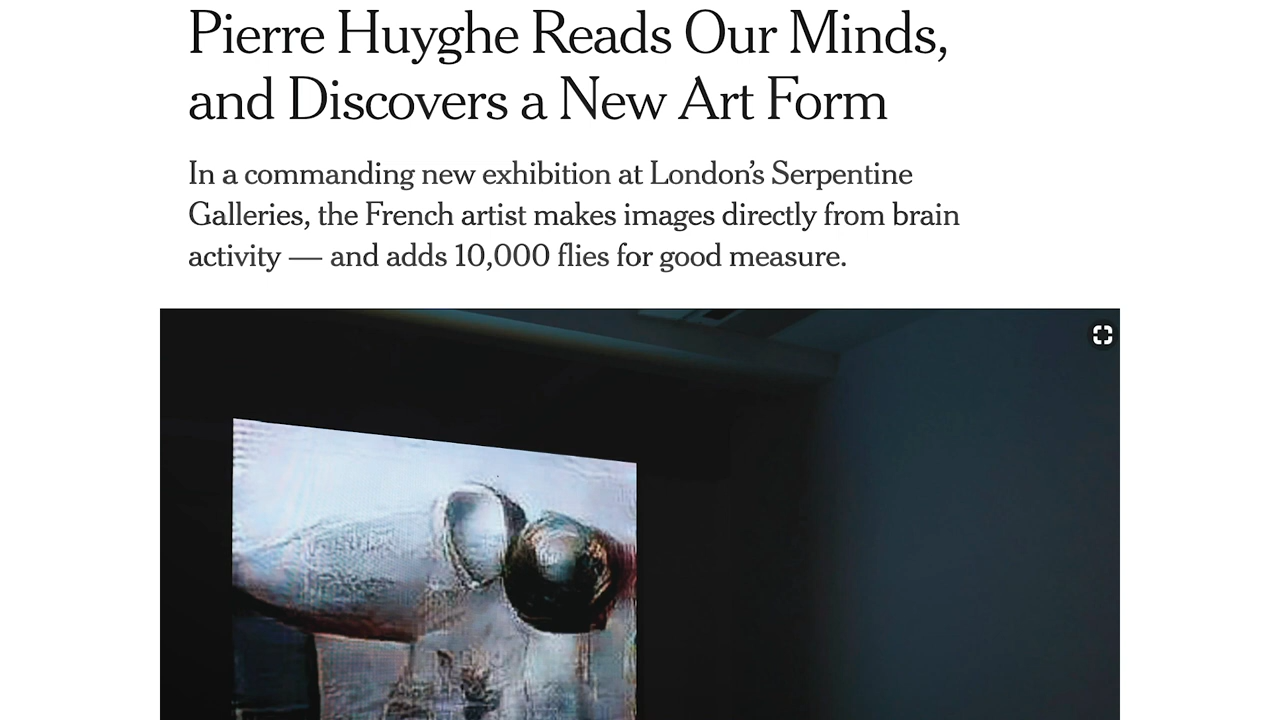 Pierre Huyghe Reads Our Minds,
and Discovers a New Art Form
In a commanding new exhibition at London’s Serpentine
Galleries, the French artist makes images directly from brain
activity — and adds 10,000 flies for good measure.